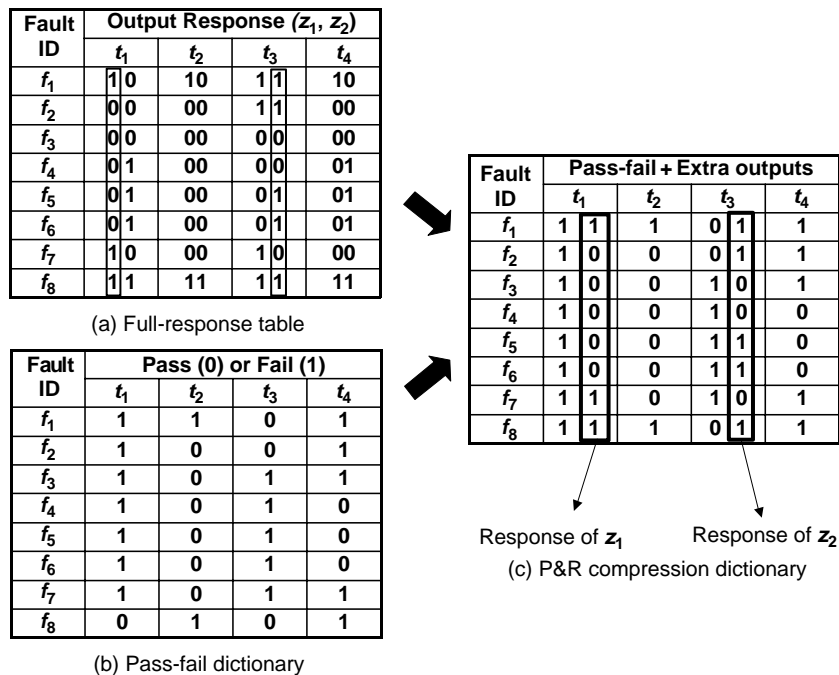 Fault ID Output Response (z1, z2)
t1 t2 t3 t4
f1 1 0 10 1 1 10
f2 0 0 00 1 1 00
f3 0 0 00 0 0 00
f4 0 1 00 0 0 01
f5 0 1 00 0 1 01
f6 0 1 00 0 1 01
f7 1 0 00 1 0 00
f8 1 1 11 1 1 11
(a) Full-response table
Fault ID Pass (0) or Fail (1)
t1 t2 t3 t4
f1 1 1 0 1
f2 1 0 0 1
f3 1 0 1 1
f4 1 0 1 0
f5 1 0 1 0
f6 1 0 1 0
f7 1 0 1 1
f8 0 1 0 1
(b) Pass-fail dictionary
Fault ID Pass-fail + Extra outputs
t1 t2 t3 t4
f1 1 1 1 0 1 1
f2 1 0 0 0 1 1
f3 1 0 0 1 0 1
f4 1 0 0 1 0 0
f5 1 0 0 1 1 0
f6 1 0 0 1 1 0
f7 1 1 0 1 0 1
f8 1 1 1 0 1 1
Response of z1 Response of z2
(c) P&R compression dictionary